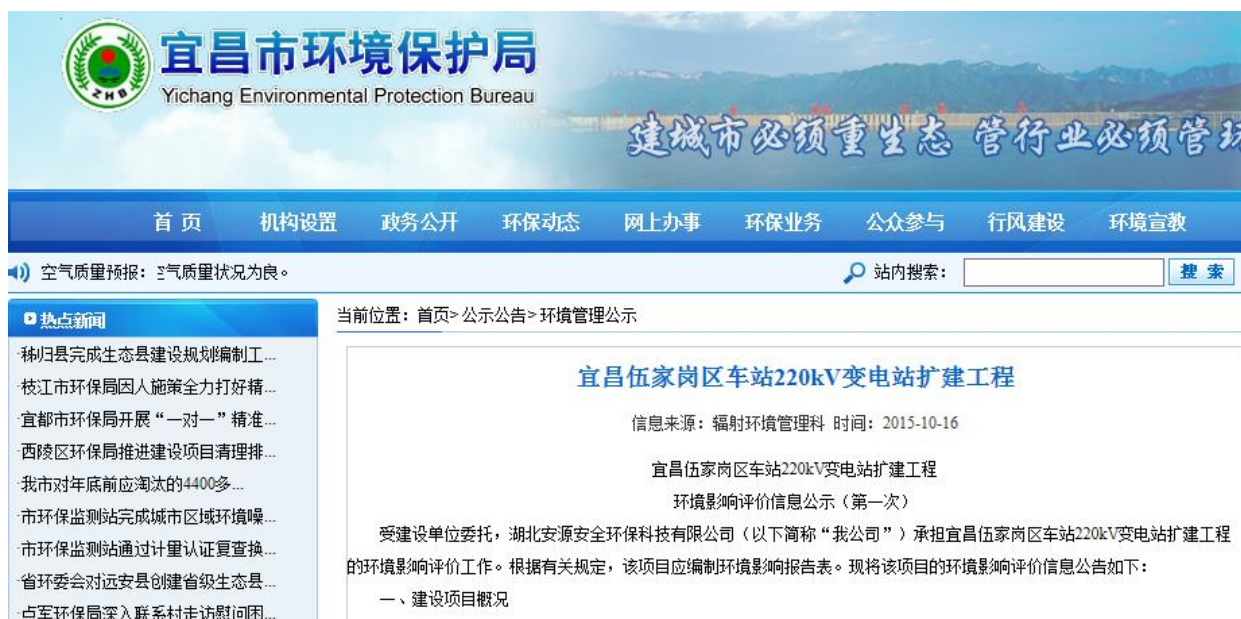 宜昌市环境保护局
Yichang Environmental Protection Bureau
ZHB
建城市必须重生态 管行业必须管环
首 页 机构设置 政务公开 环保动态 网上办事 环保业务 公众参与 行风建设 环境宣教
空气质量预报： 气质量状况为良。 站内搜索： 搜 索
热点新闻
当前位置：首页>公示公告>环境管理公示
·秭归县完成生态县建设规划编制工...
·枝江市环保局因人施策全力打好精...
·宜都市环保局开展“一对一”精准...
·西陵区环保局推进建设项目清理排...
·我市对年底前应淘汰的4400多...
·市环保监测站完成城市区域环境噪...
·市环保监测站通过计量认证复查换...
·省环委会对远安县创建省级生态县...
·点军环保局深入联系村走访慰问困...
宜昌伍家岗区车站220kV变电站扩建工程
信息来源：辐射环境管理科 时间：2015-10-16
宜昌伍家岗区车站220kV变电站扩建工程
环境影响评价信息公示（第一次）
受建设单位委托，湖北安源安全环保科技有限公司（以下简称“我公司”）承担宜昌伍家岗区车站220kV变电站扩建工程
的环境影响评价工作。根据有关规定，该项目应编制环境影响报告表。现将该项目的环境影响评价信息公告如下：
一、建设项目概况